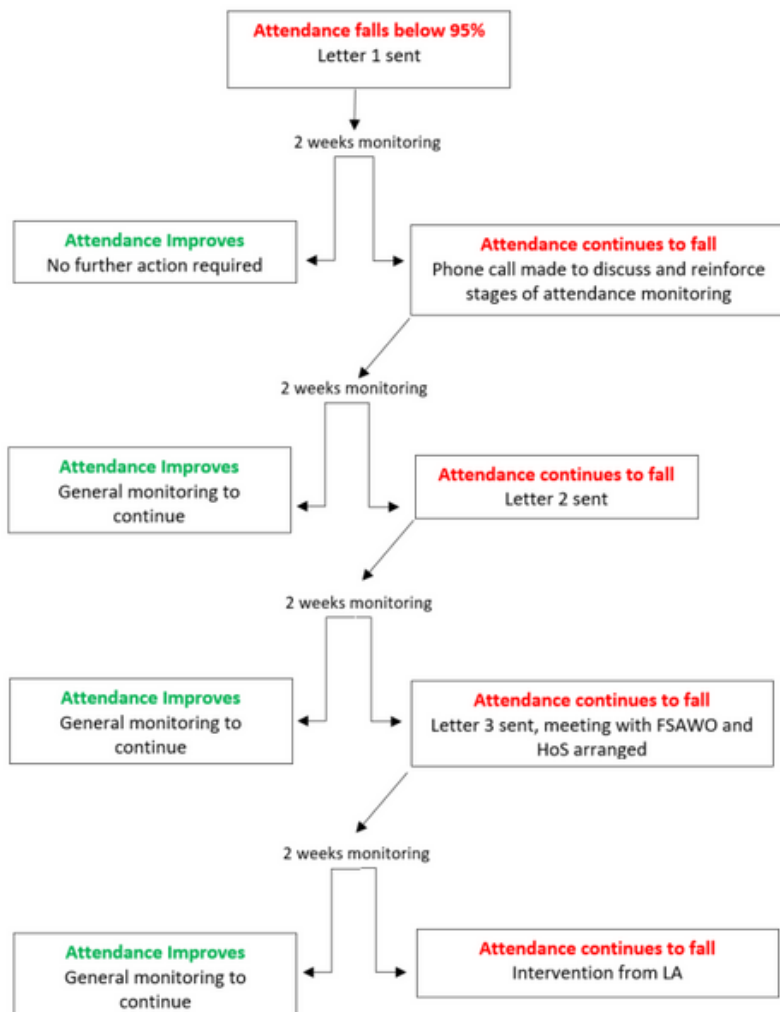 Attendance falls below 95%
Letter 1 sent
2 weeks monitoring
Attendance Improves
No further action required
Attendance continues to fall
Phone call made to discuss and reinforce
stages of attendance monitoring
2 weeks monitoring
Attendance Improves
General monitoring to
continue
Attendance continues to fall
Letter 2 sent
2 weeks monitoring
Attendance Improves
General monitoring to
continue
Attendance continues to fall
Letter 3 sent, meeting with FSAWO and
HoS arranged
2 weeks monitoring
Attendance Improves
General monitoring to
continue
Attendance continues to fall
Intervention from LA